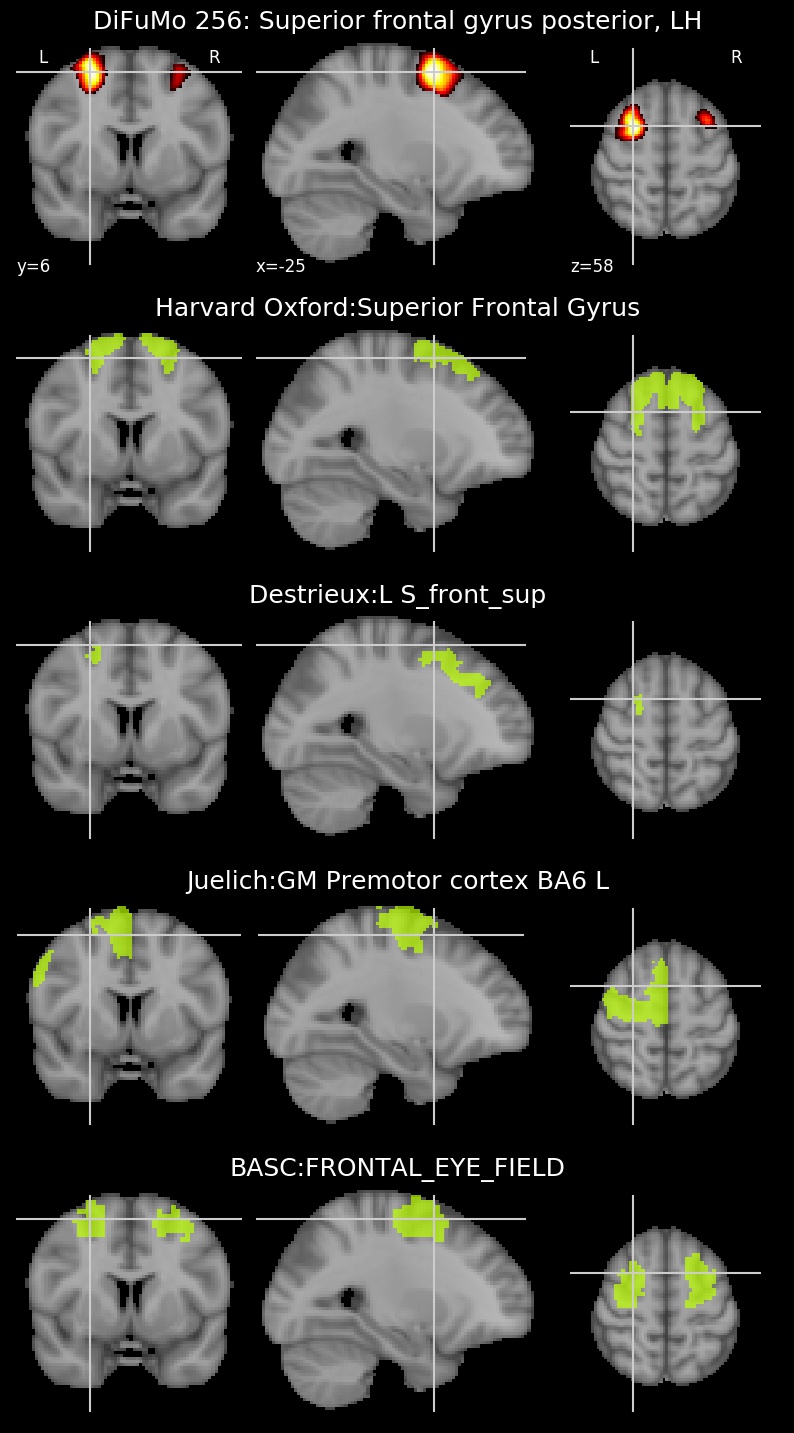 DiFuMo 256: Superior frontal gyrus posterior, LH
L R L R
y=6 x=-25 z=58
Harvard Oxford:Superior Frontal Gyrus
Destrieux:L S_front_sup
Juelich:GM Premotor cortex BA6 L
BASC:FRONTAL_EYE_FIELD